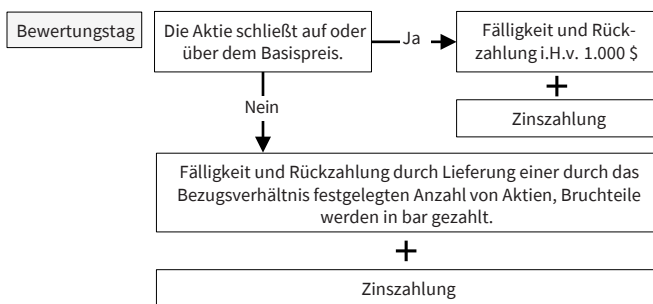 Bewertungstag
Die Aktie schließt auf oder
über dem Basispreis.
Ja
Fälligkeit und Rück-
zahlung i.H.v. 1.000 $
+
Zinszahlung
Nein
Fälligkeit und Rückzahlung durch Lieferung einer durch das
Bezugsverhältnis festgelegten Anzahl von Aktien, Bruchteile
werden in bar gezahlt.
+
Zinszahlung